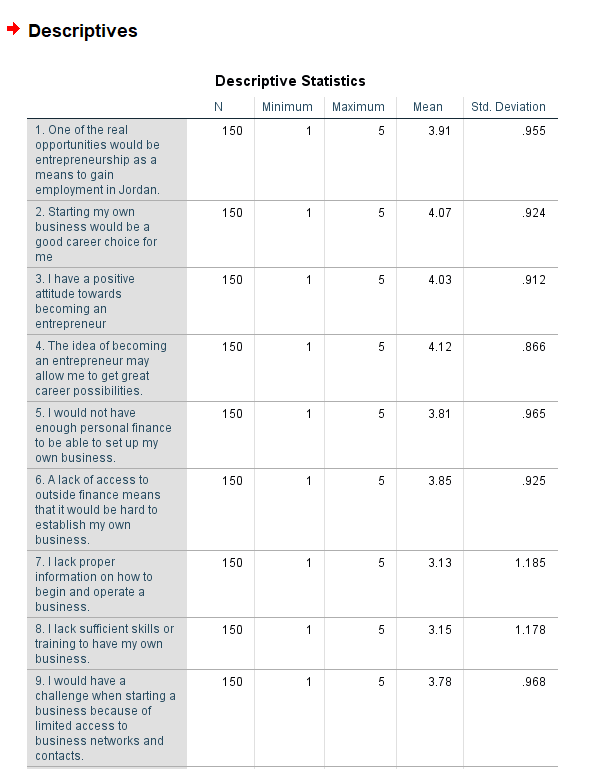 Descriptives
Descriptive Statistics
N Minimum Maximum Mean Std. Deviation
1. One of the real 150 1 5 3.91 .955
opportunities would be
entrepreneurship as a
means to gain
employment in Jordan.
2. Starting my own 150 1 5 4.07 .924
business would be a
good career choice for
me
3. I have a positive 150 1 5 4.03 .912
attitude towards
becoming an
entrepreneur
4. The idea of becoming 150 1 5 4.12 .866
an entrepreneur may
allow me to get great
career possibilities.
5. I would not have 150 1 5 3.81 .965
enough personal finance
to be able to set up my
own business.
6. A lack of access to 150 1 5 3.85 .925
outside finance means
that it would be hard to
establish my own
business.
7. I lack proper 150 1 5 3.13 1.185
information on how to
begin and operate a
business.
8. I lack sufficient skills or 150 1 5 3.15 1.178
training to have my own
business.
9. I would have a 150 1 5 3.78 .968
challenge when starting a
business because of
limited access to
business networks and
contacts.